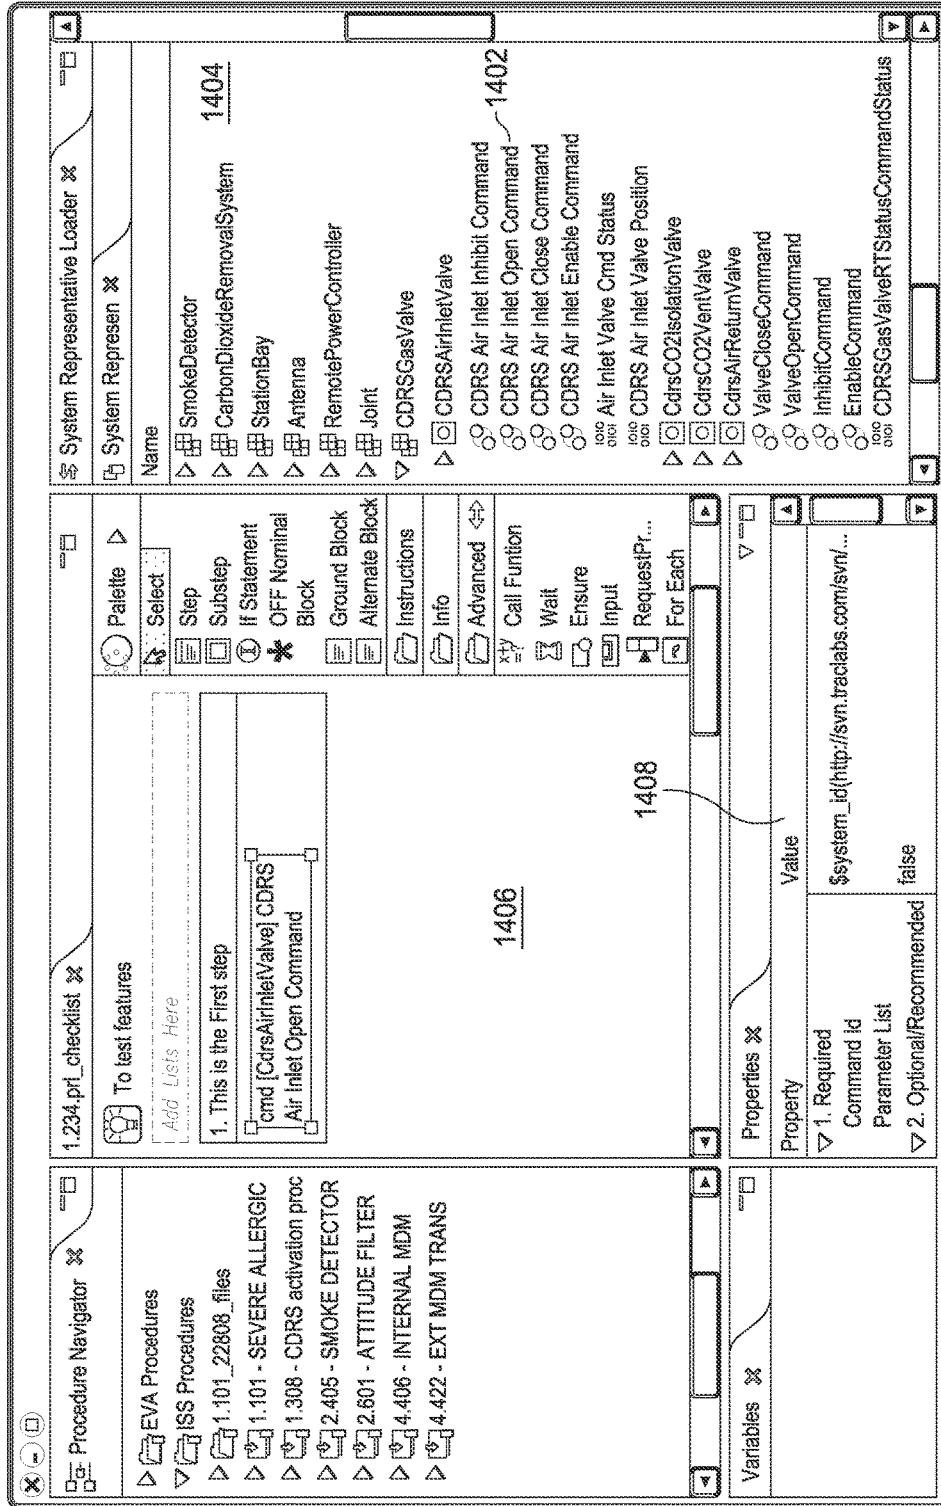 Procedure Navigator
EVA Procedures
ISS Procedures
1.101_22808_files
1.101 - SEVERE ALLERGIC
1.308 - CDRS activation proc
2.405 - SMOKE DETECTOR
2.601 - ATTITUDE FILTER
4.406 - INTERNAL MDM
4.422 - EXT MDM TRANS
Variables
1.234.prl_checklist
To test features
Add Lists Here
1. This is the First step
cmd [CdrsAirInletValve] CDRS
Air Inlet Open Command
1406
Palette
Select
Step
Substep
If Statement
OFF Nominal
Block
Ground Block
Alternate Block
Instructions
Info
Advanced
x+y
=?
Call Funtion
Wait
Ensure
Input
RequestPr...
For Each
1408
Properties
Property Value
1. Required
Command Id $system_id(http://svn.traclabs.com/svn/...
Parameter List
2. Optional/Recommended false
System Representative Loader
System Represen
Name
1404
SmokeDetector
CarbonDioxideRemovalSystem
StationBay
Antenna
RemotePowerController
Joint
CDRSGasValve
CDRSAirInletValve
CDRS Air Inlet Inhibit Command
CDRS Air Inlet Open Command 1402
CDRS Air Inlet Close Command
CDRS Air Inlet Enable Command
1010
0101
Air Inlet Valve Cmd Status
1010
0101
CDRS Air Inlet Valve Position
CdrsCO2IsolationValve
CdrsCO2VentValve
CdrsAirReturnValve
ValveCloseCommand
ValveOpenCommand
InhibitCommand
EnableCommand
1010
0101
CDRSGasValveRTStatusCommandStatus